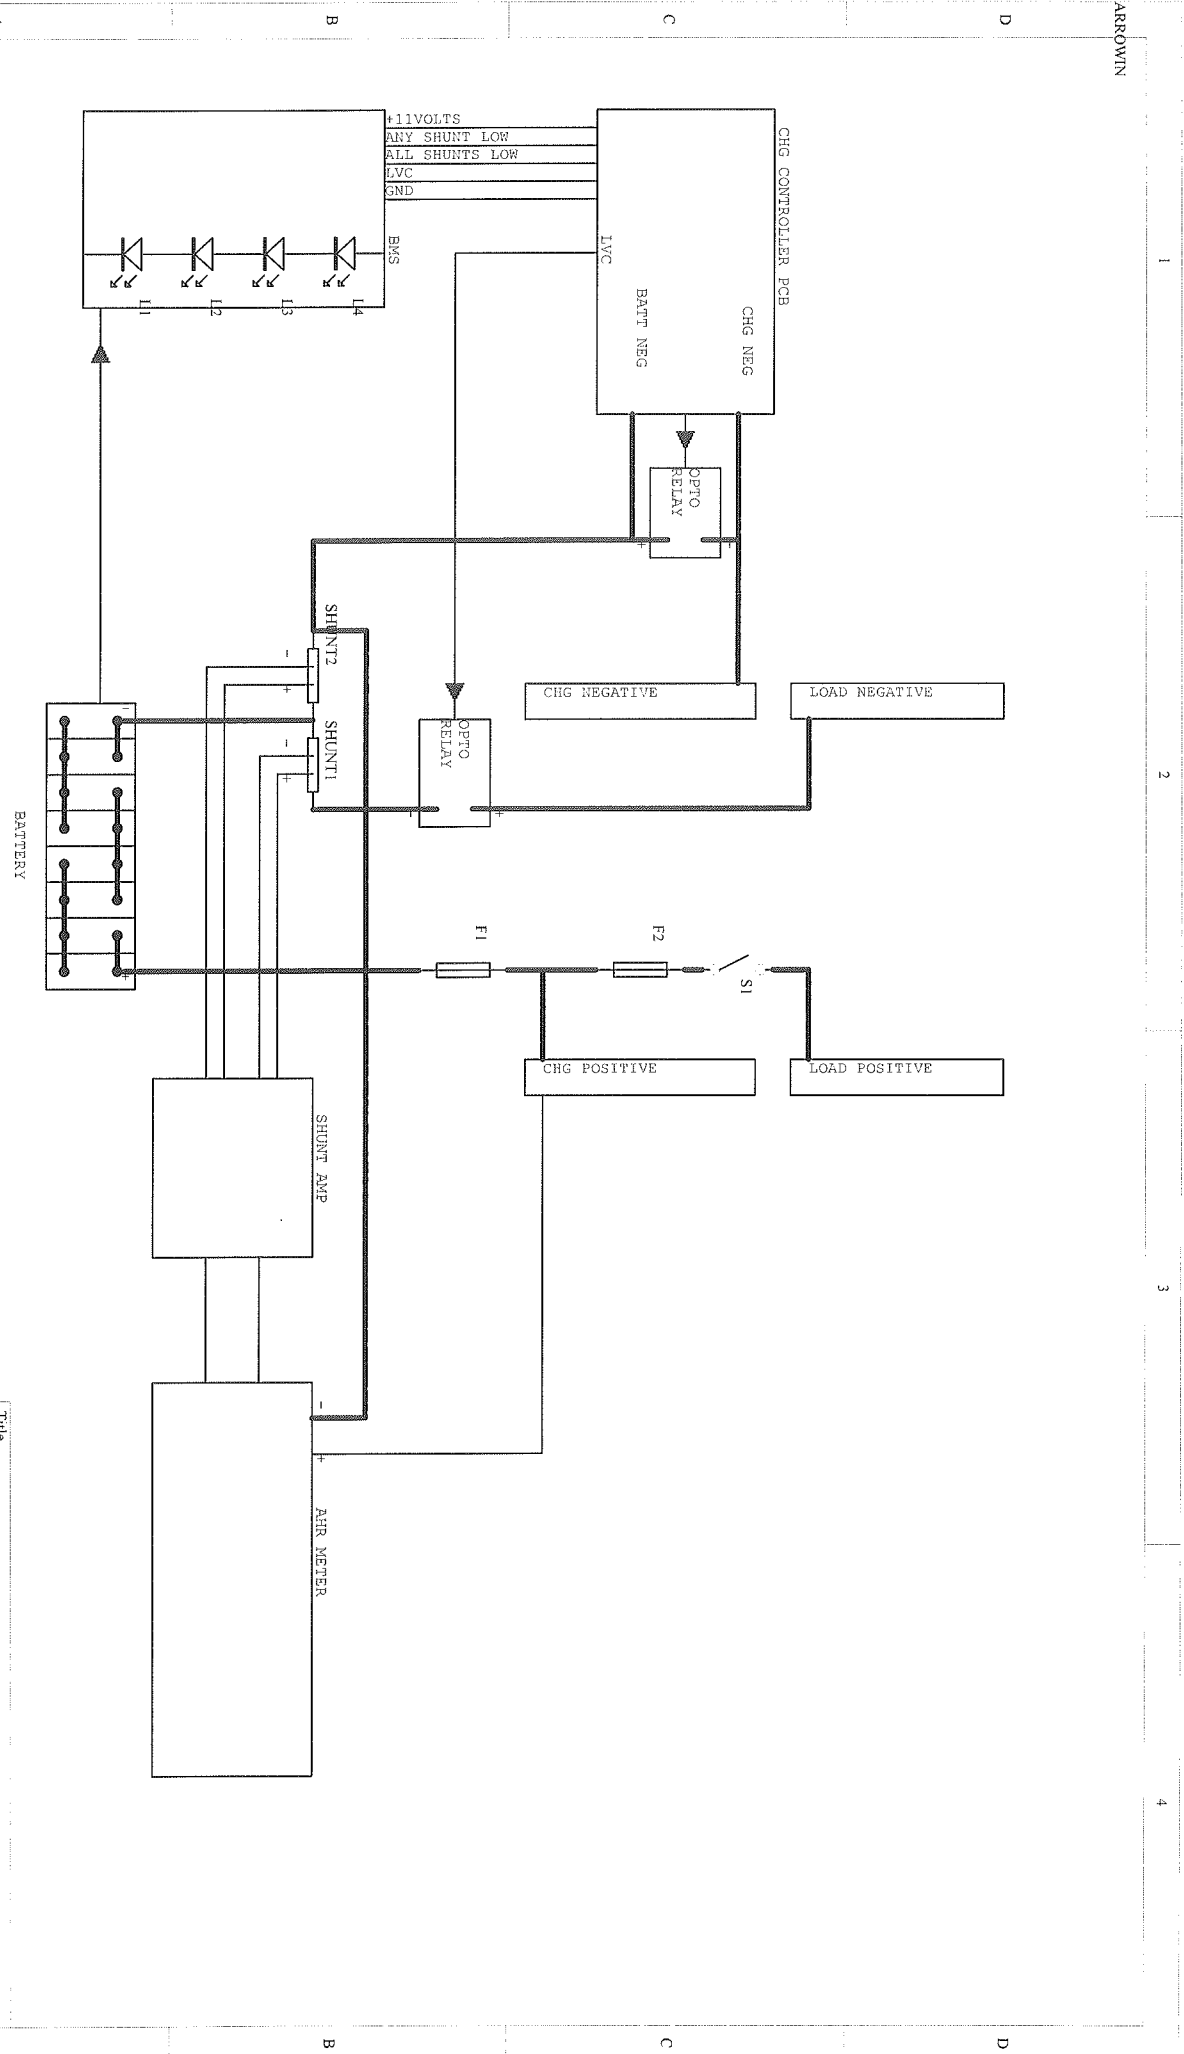 ARROWIN
B
C
D
1
2
3
4
B
C
D
CHG CONTROLLER PCB
+11VOLTS
ANY SHUNT LOW
ALL SHUNTS LOW
LVC
GND
LVC
BATT NEG
CHG NEG
BMS
L1
L2
L3
L4
OPTO
RELAY
+
-
SHUNT2
-
+
SHUNT1
-
+
OPTO
RELAY
-
+
CHG NEGATIVE
LOAD NEGATIVE
-
+
BATTERY
F1
F2
S1
CHG POSITIVE
LOAD POSITIVE
SHUNT AMP
-
+
AHR METER
Title